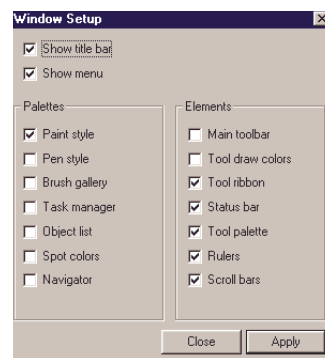 Window Setup
Show title bar
Show menu
Palettes
Paint style
Pen style
Brush gallery
Task manager
Object list
Spot colors
Navigator
Elements
Main toolbar
Tool draw colors
Tool ribbon
Status bar
Tool palette
Rulers
Scroll bars
Close
Apply